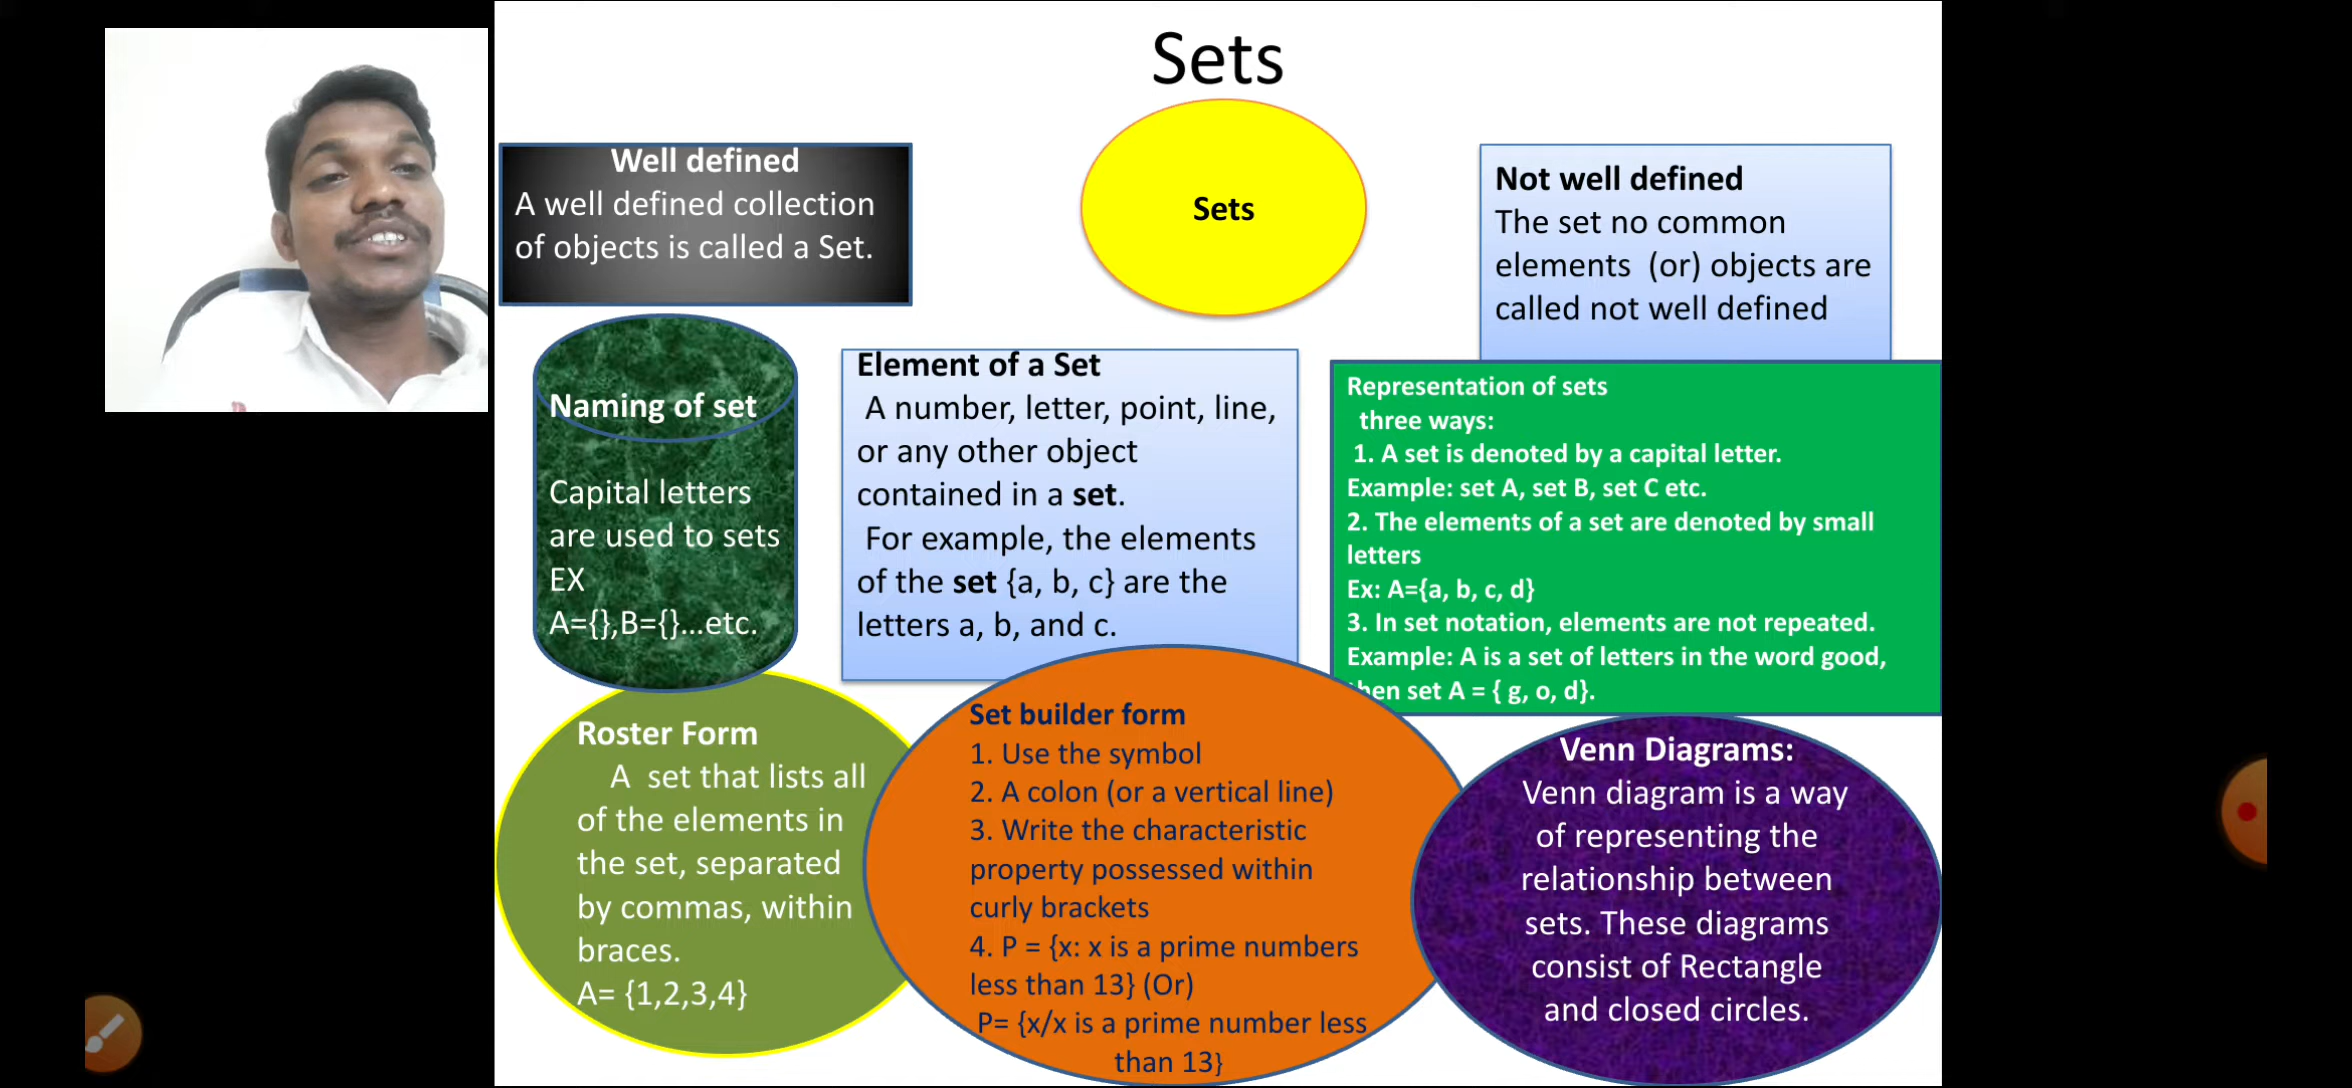 Sets
Well defined
A well defined collection
of objects is called a Set.
Sets
Not well defined
The set no common
elements (or) objects are
called not well defined
Naming of set
Capital letters
are used to sets
EX
A={},B={}...etc.
Element of a Set
A number, letter, point, line,
or any other object
contained in a set.
For example, the elements
of the set {a, b, c} are the
letters a, b, and c.
Representation of sets
three ways:
1. A set is denoted by a capital letter.
Example: set A, set B, set C etc.
2. The elements of a set are denoted by small
letters
Ex: A={a, b, c, d}
3. In set notation, elements are not repeated.
Example: A is a set of letters in the word good,
then set A = { g, o, d}.
Roster Form
A set that lists all
of the elements in
the set, separated
by commas, within
braces.
A= {1,2,3,4}
Set builder form
1. Use the symbol
2. A colon (or a vertical line)
3. Write the characteristic
property possessed within
curly brackets
4. P = {x: x is a prime numbers
less than 13} (Or)
P= {x/x is a prime number less
than 13}
Venn Diagrams:
Venn diagram is a way
of representing the
relationship between
sets. These diagrams
consist of Rectangle
and closed circles.